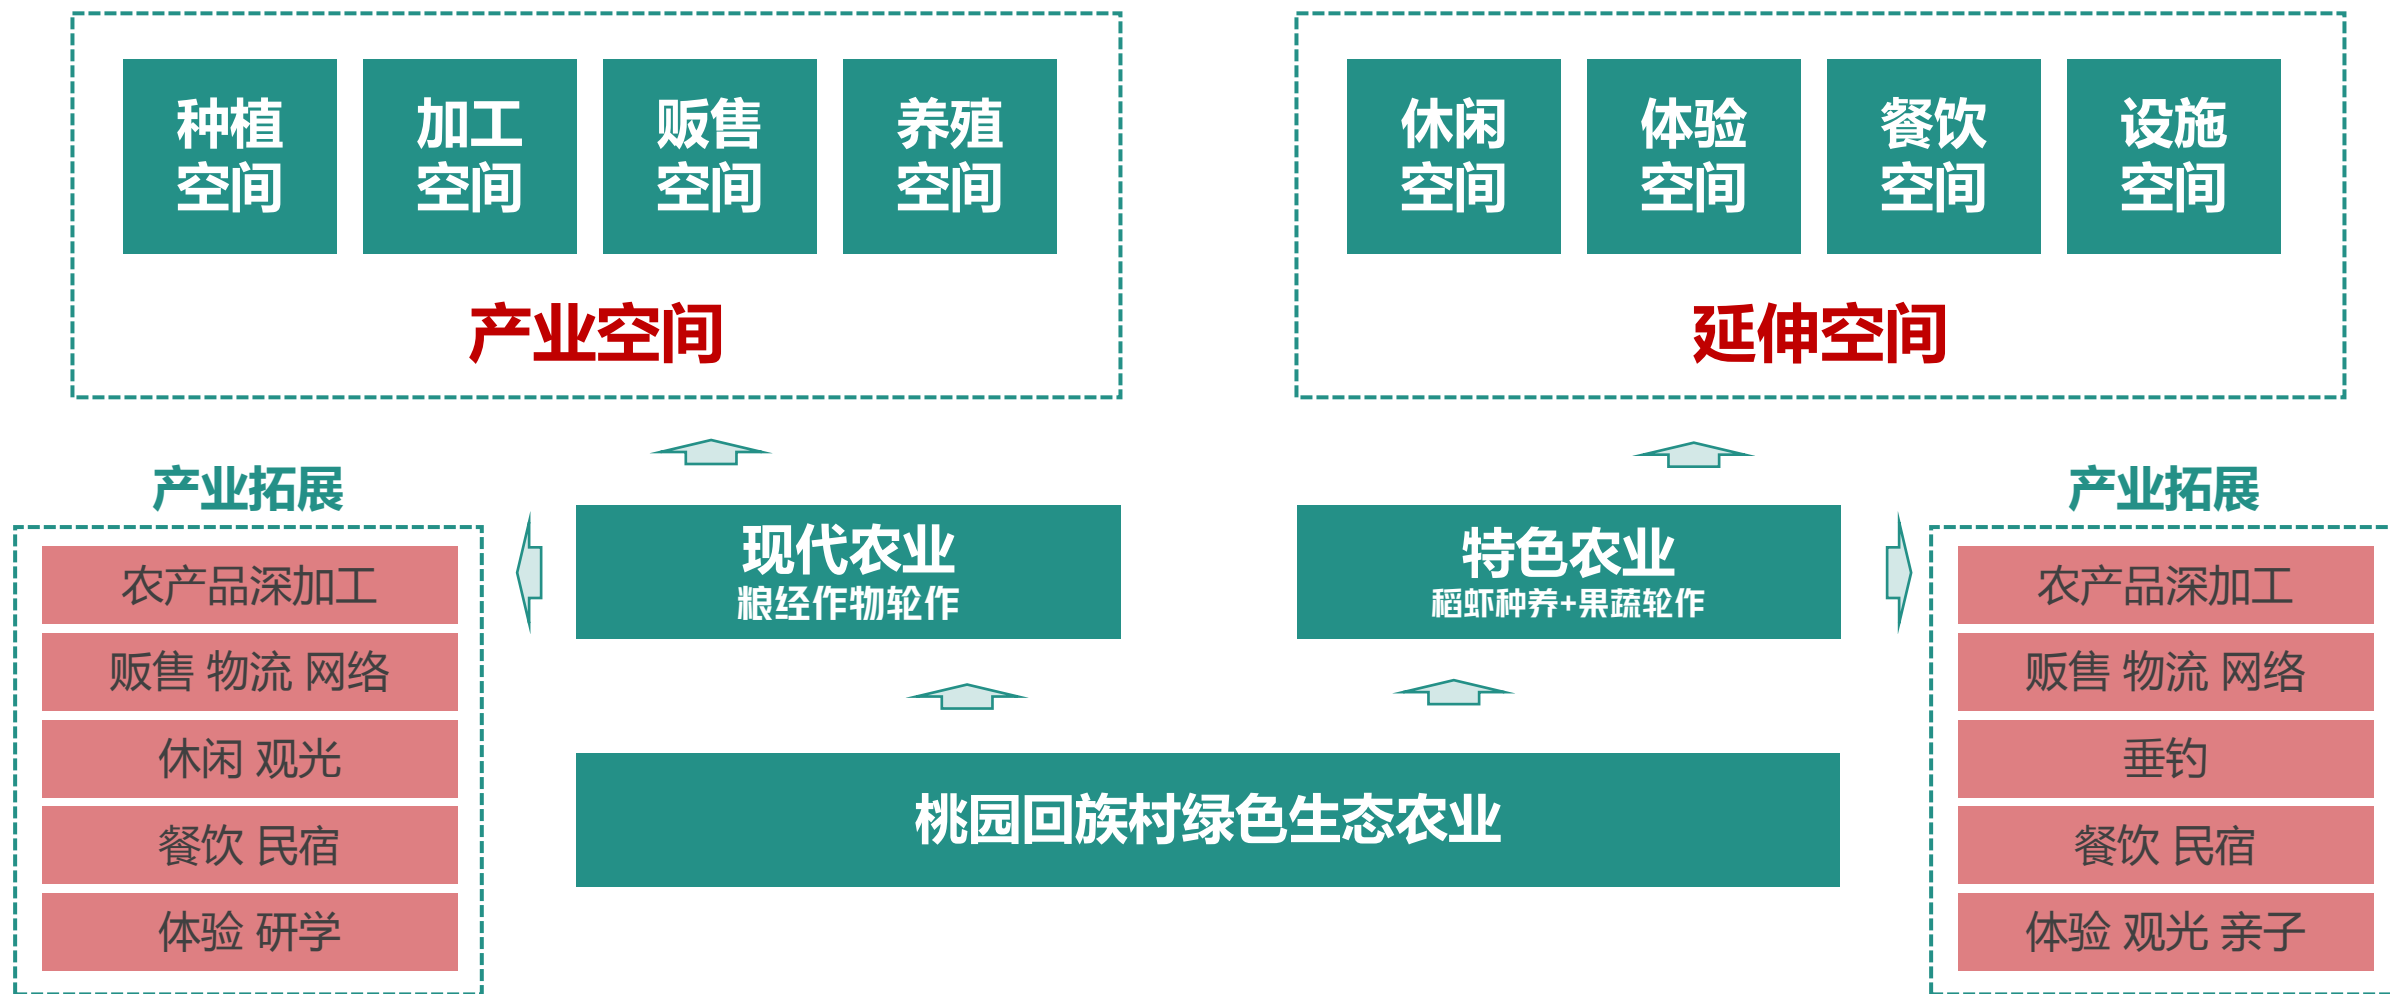 种植
空间
加工
空间
贩售
空间
养殖
空间
产业空间
休闲
空间
体验
空间
餐饮
空间
设施
空间
延伸空间
产业拓展
农产品深加工
贩售 物流 网络
休闲 观光
餐饮 民宿
体验 研学
现代农业
粮经作物轮作
特色农业
稻虾种养+果蔬轮作
桃园回族村绿色生态农业
产业拓展
农产品深加工
贩售 物流 网络
垂钓
餐饮 民宿
体验 观光 亲子